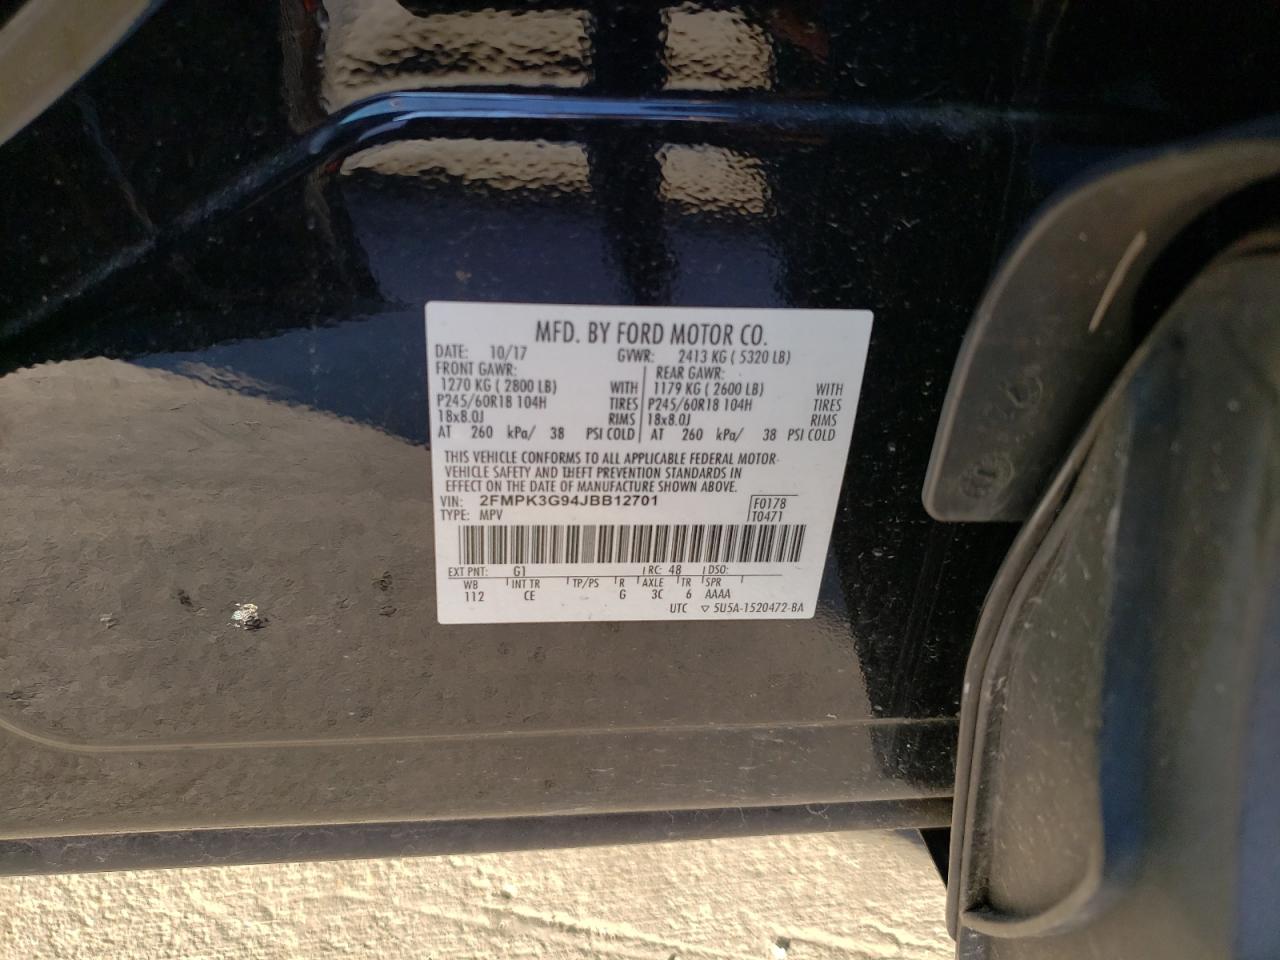 MFD. BY FORD MOTOR CO.
DATE: 10/17 GVWR: 2413 KG ( 5320 LB)
FRONT GAWR: REAR GAWR:
1270 KG ( 2800 LB) WITH 1179 KG ( 2600 LB) WITH
P245/60R18 104H TIRES P245/60R18 104H TIRES
18x8.0J RIMS 18x8.0J RIMS
AT 260 kPa/ 38 PSI COLD AT 260 kPa/ 38 PSI COLD
THIS VEHICLE CONFORMS TO ALL APPLICABLE FEDERAL MOTOR-
VEHICLE SAFETY AND THEFT PREVENTION STANDARDS IN
EFFECT ON THE DATE OF MANUFACTURE SHOWN ABOVE.
VIN: 2FMPK3G94JBB12701 F0178
TYPE: MPV T0471
EXT PNT: G1 RC: 48 DSO:
WB INT TR TP/PS R AXLE TR SPR
112 CE G 3C 6 AAAA
UTC ▽ 5U5A-1520472-BA